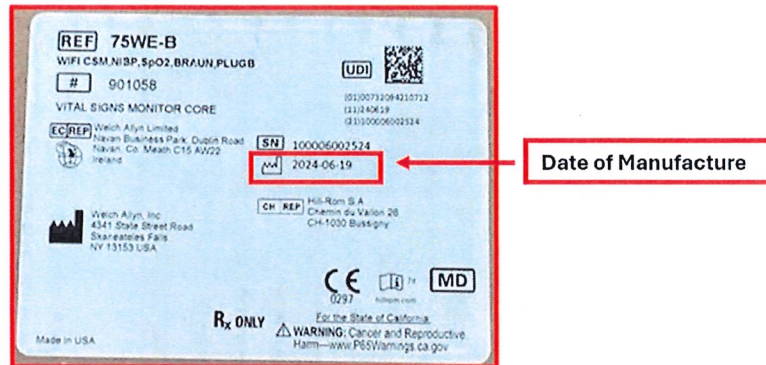 REF 75WE-B
WIFI CSM,NIBP,SpO2,BRAUN,PLUGB
# 901058
VITAL SIGNS MONITOR CORE
UDI
(01)00732094210712
(11)240619
(21)100006002524
EC REP Welch Allyn Limited
Navan Business Park, Dublin Road
Navan, Co. Meath C15 AW22
Ireland
SN 100006002524
2024-06-19
Date of Manufacture
Welch Allyn, Inc
4341 State Street Road
Skaneateles Falls
NY 13153 USA
CH REP Hill-Rom S.A
Chemin du Vallon 26
CH-1030 Bussigny
CE
0297
hillrom.com
MD
Rx ONLY
For the State of California
WARNING: Cancer and Reproductive
Harm—www.P65Warnings.ca.gov
Made in USA